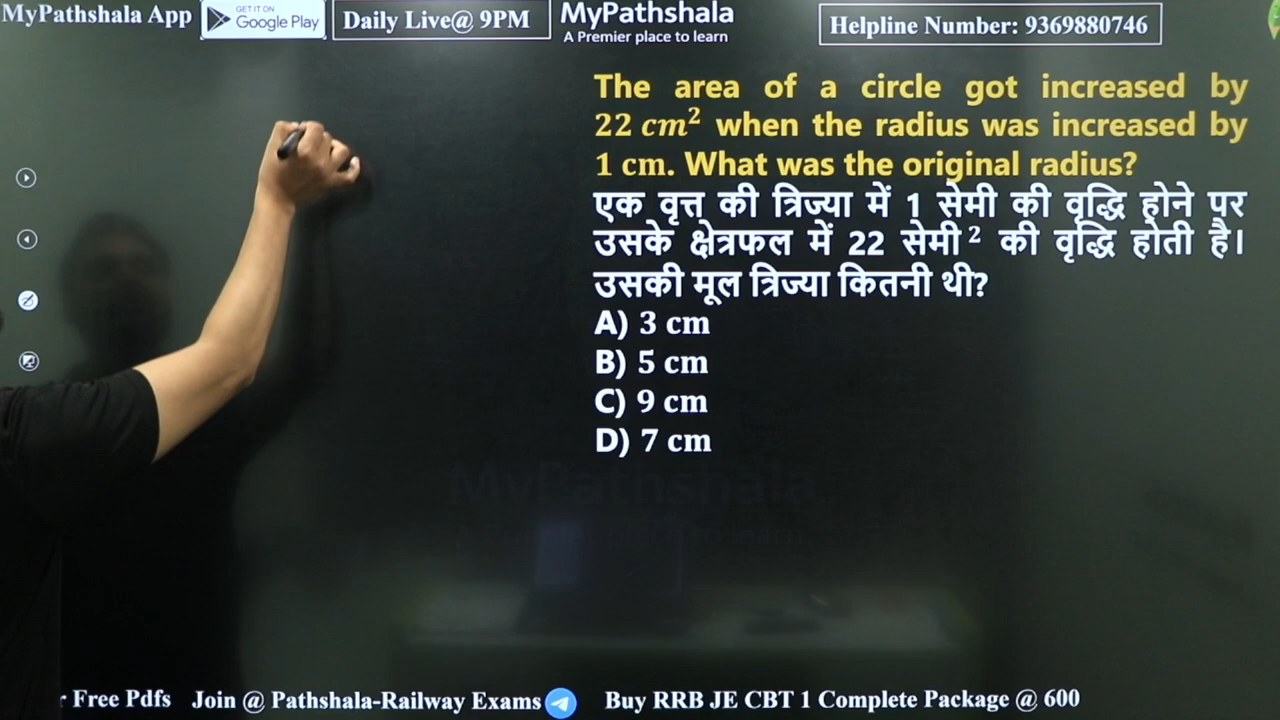 MyPathshala App
GET IT ON
Google Play
Daily Live@ 9PM
MyPathshala
A Premier place to learn
Helpline Number: 9369880746
The area of a circle got increased by
22 cm² when the radius was increased by
1 cm. What was the original radius?
एक वृत्त की त्रिज्या में 1 सेमी की वृद्धि होने पर
उसके क्षेत्रफल में 22 सेमी² की वृद्धि होती है।
उसकी मूल त्रिज्या कितनी थी?
A) 3 cm
B) 5 cm
C) 9 cm
D) 7 cm
MyPathshala
to learn
r Free Pdfs Join @ Pathshala-Railway Exams Buy RRB JE CBT 1 Complete Package @ 600